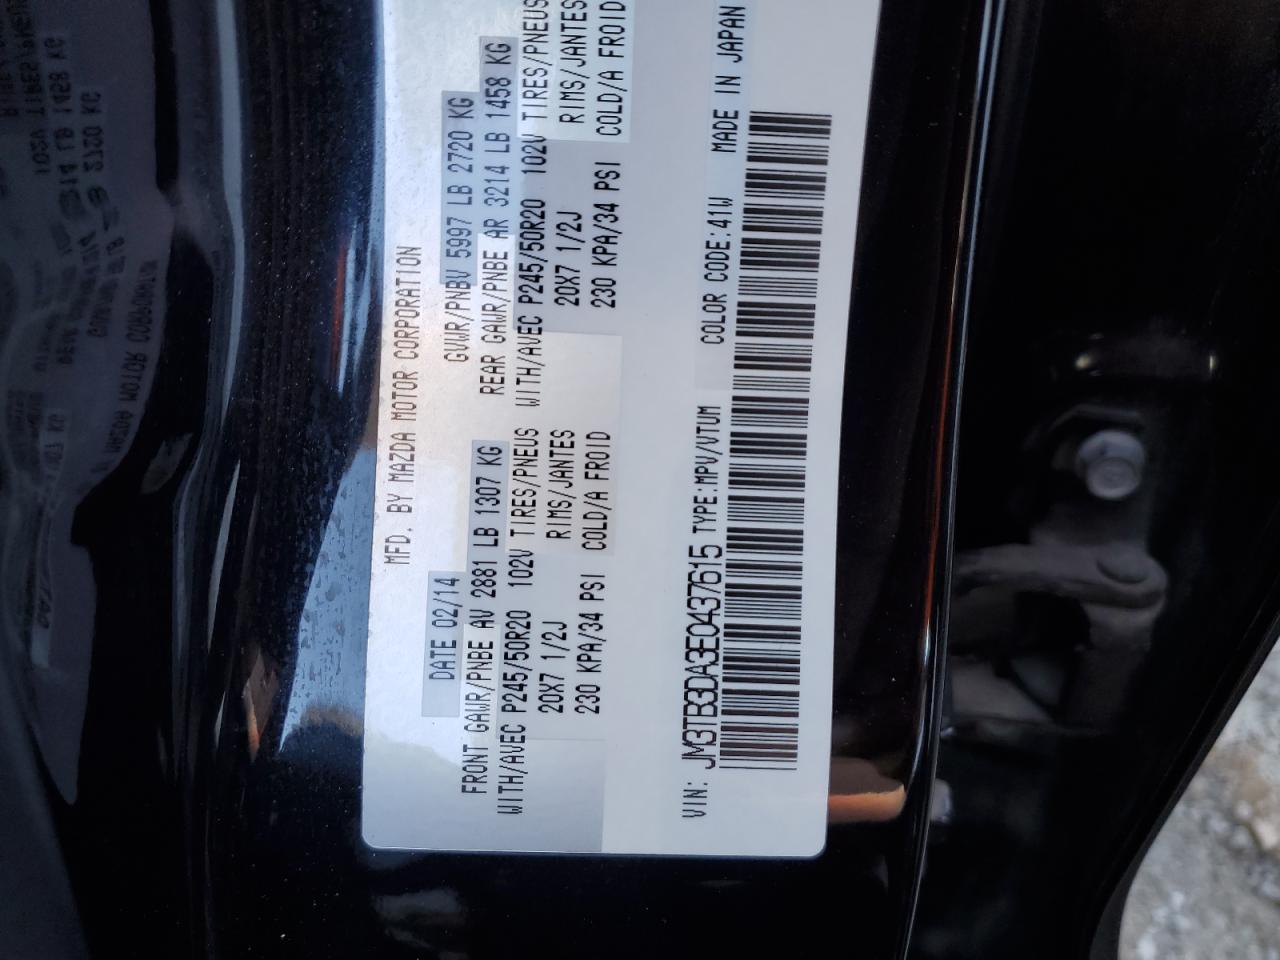 MFD. BY MAZDA MOTOR CORPORATION
DATE 02/14 GVWR/PNBV 5997 LB 2720 KG
FRONT GAWR/PNBE AV 2881 LB 1307 KG REAR GAWR/PNBE AR 3214 LB 1458 KG
WITH/AVEC P245/50R20 102V TIRES/PNEUS WITH/AVEC P245/50R20 102V TIRES/PNEUS
20X7 1/2J RIMS/JANTES 20X7 1/2J RIMS/JANTES
230 KPA/34 PSI COLD/A FROID 230 KPA/34 PSI COLD/A FROID
VIN: JM3TB3DA3E0437615 TYPE:MPV/VTUM COLOR CODE:41W MADE IN JAPAN